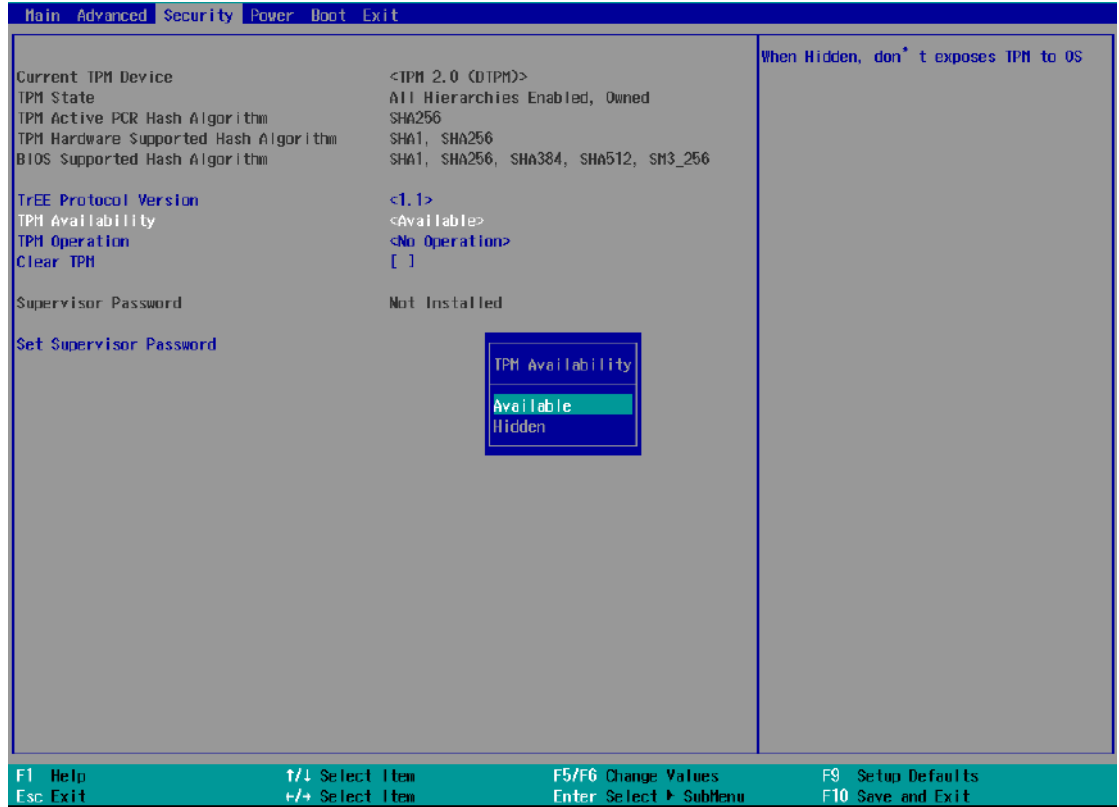 Main Advanced Security Power Boot Exit
When Hidden, don't exposes TPM to OS
Current TPM Device <TPM 2.0 (DTPM)>
TPM State All Hierarchies Enabled, Owned
TPM Active PCR Hash Algorithm SHA256
TPM Hardware Supported Hash Algorithm SHA1, SHA256
BIOS Supported Hash Algorithm SHA1, SHA256, SHA384, SHA512, SM3_256
TrEE Protocol Version <1.1>
TPM Availability <Available>
TPM Operation <No Operation>
Clear TPM [ ]
Supervisor Password Not Installed
Set Supervisor Password
TPM Availability
Available
Hidden
F1 Help ↑/↓ Select Item F5/F6 Change Values F9 Setup Defaults
Esc Exit ←/→ Select Item Enter Select ▶ SubMenu F10 Save and Exit